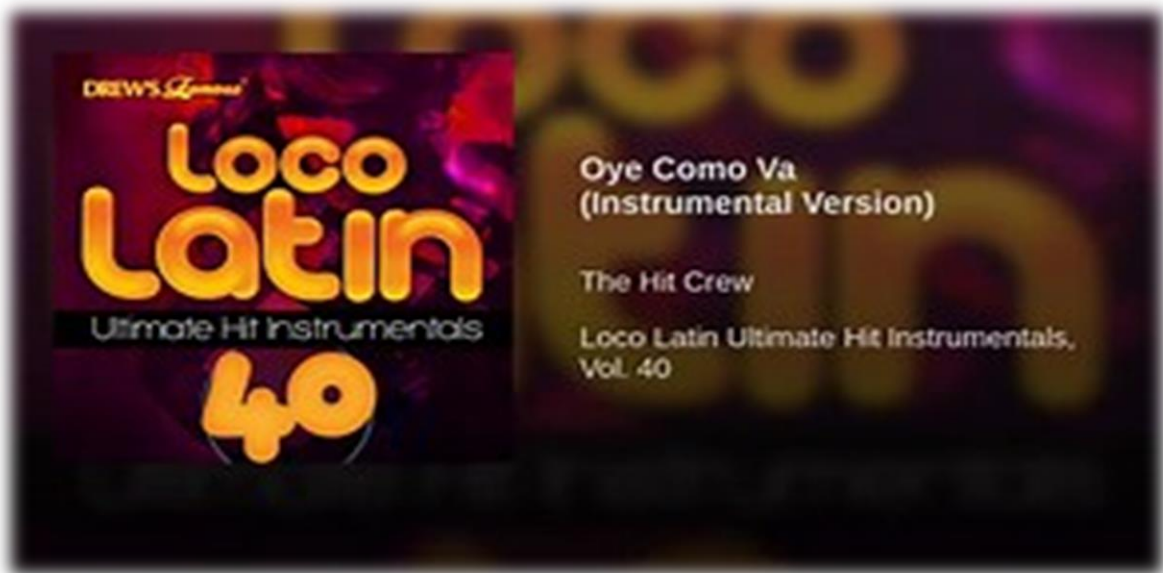 DREW'S Famous
Loco
Latin
Ultimate Hit Instrumentals
40
Oye Como Va
(Instrumental Version)
The Hit Crew
Loco Latin Ultimate Hit Instrumentals,
Vol. 40